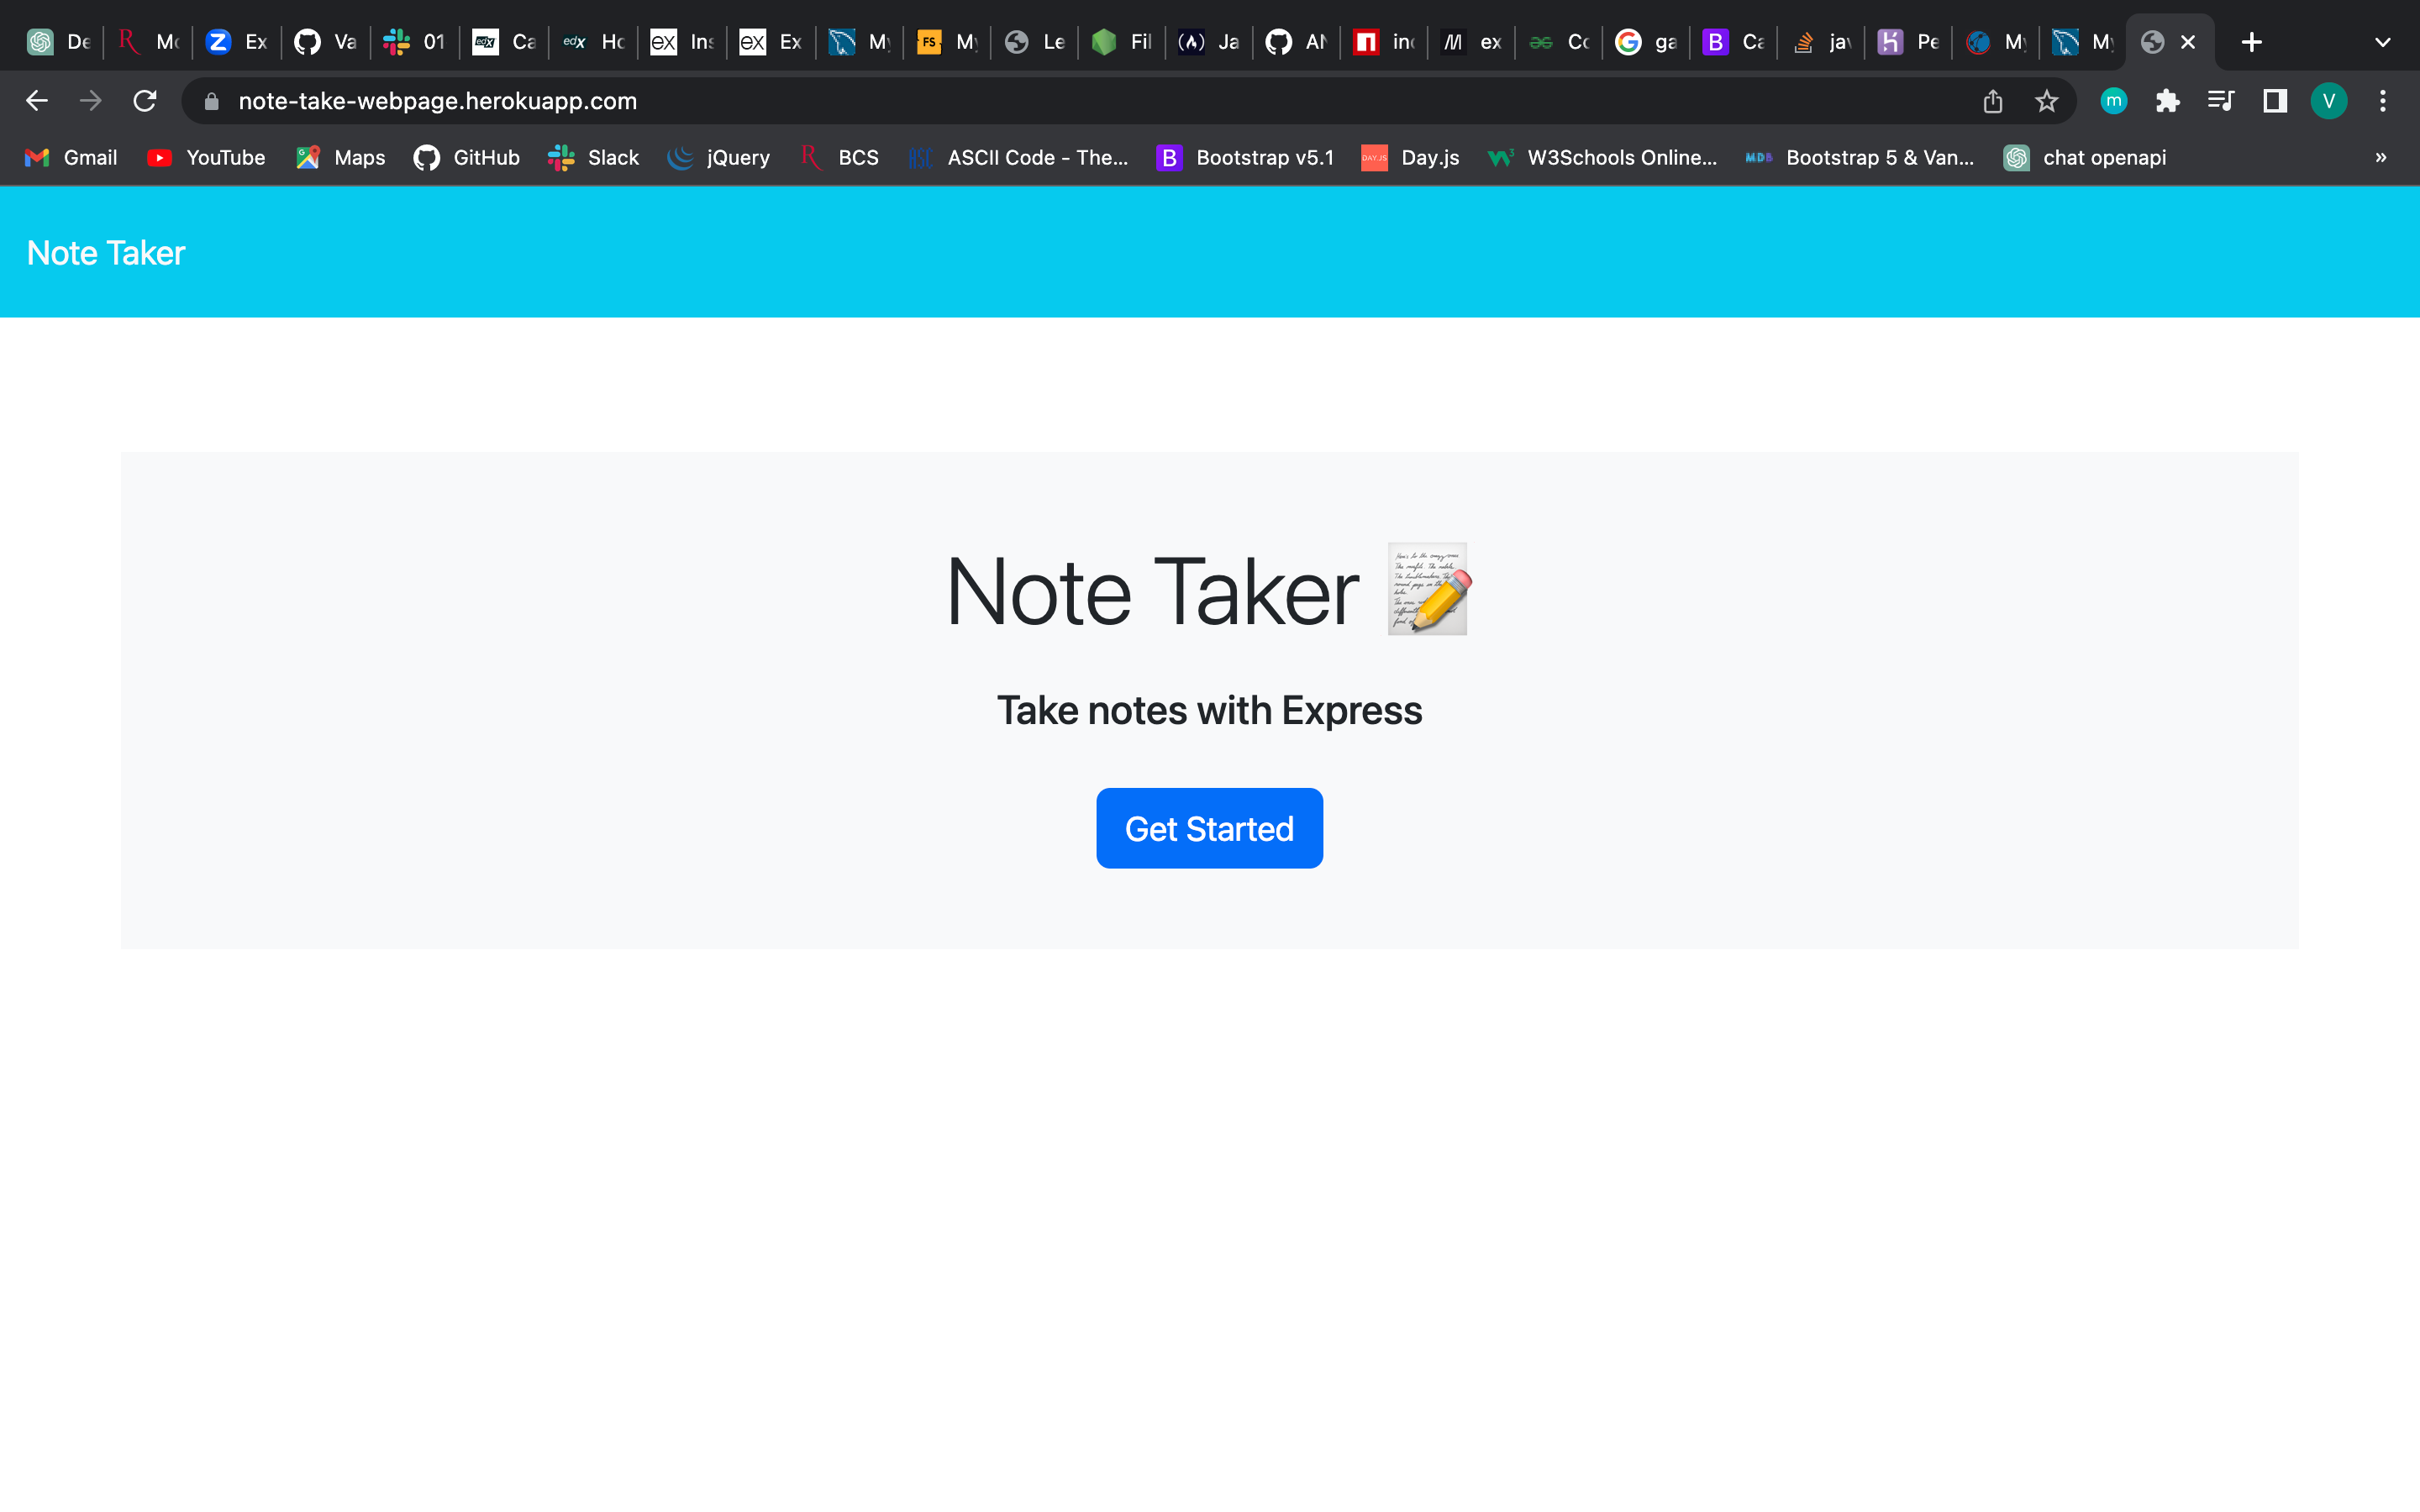 De Mc Ex Va 01 Ca Hc Ins Ex My FS My Le Fil Ja AN in ex Cc ga B Ca jav Pe My My
note-take-webpage.herokuapp.com m V
Gmail YouTube Maps GitHub Slack jQuery BCS ASCII Code - The... B Bootstrap v5.1 Day.js W3Schools Online... MDB Bootstrap 5 & Van... chat openapi »
Note Taker
Note Taker
Take notes with Express
Get Started